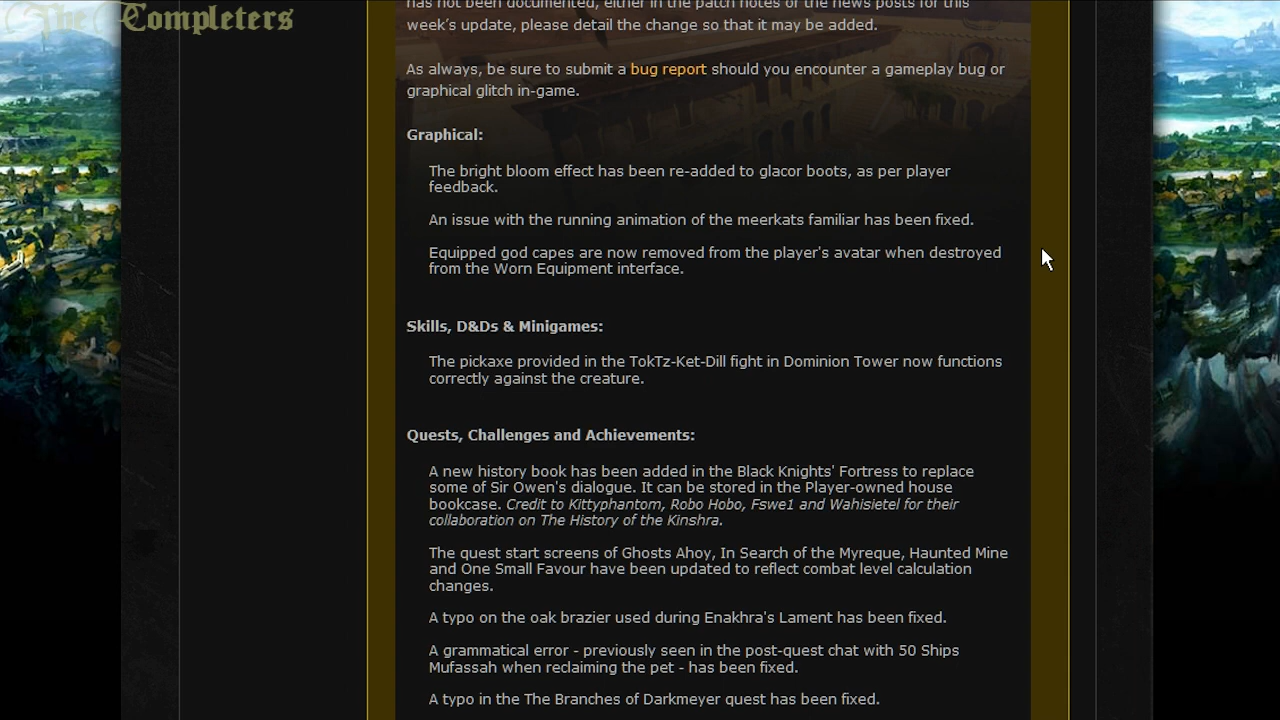 The Completers
has not been documented, either in the patch notes or the news posts for this
week's update, please detail the change so that it may be added.
As always, be sure to submit a bug report should you encounter a gameplay bug or
graphical glitch in-game.
Graphical:
The bright bloom effect has been re-added to glacor boots, as per player
feedback.
An issue with the running animation of the meerkats familiar has been fixed.
Equipped god capes are now removed from the player's avatar when destroyed
from the Worn Equipment interface.
Skills, D&Ds & Minigames:
The pickaxe provided in the TokTz-Ket-Dill fight in Dominion Tower now functions
correctly against the creature.
Quests, Challenges and Achievements:
A new history book has been added in the Black Knights' Fortress to replace
some of Sir Owen's dialogue. It can be stored in the Player-owned house
bookcase. Credit to Kittyphantom, Robo Hobo, Fswe1 and Wahisietel for their
collaboration on The History of the Kinshra.
The quest start screens of Ghosts Ahoy, In Search of the Myreque, Haunted Mine
and One Small Favour have been updated to reflect combat level calculation
changes.
A typo on the oak brazier used during Enakhra's Lament has been fixed.
A grammatical error - previously seen in the post-quest chat with 50 Ships
Mufassah when reclaiming the pet - has been fixed.
A typo in the The Branches of Darkmeyer quest has been fixed.